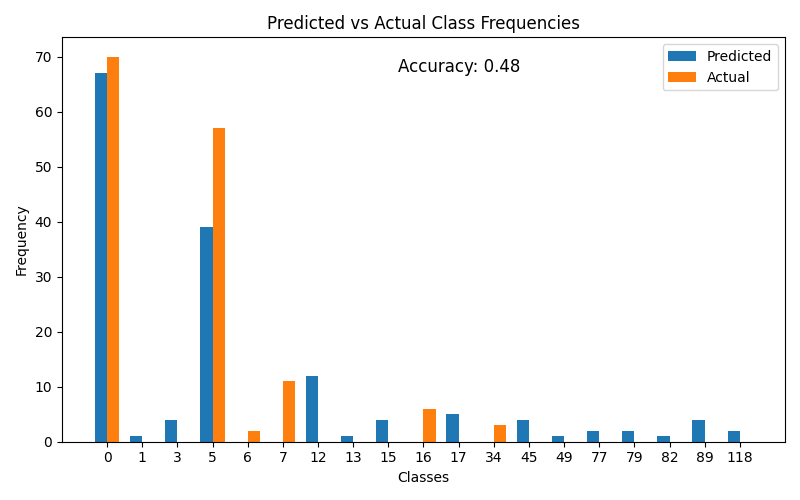 Predicted vs Actual Class Frequencies
Accuracy: 0.48
Predicted
Actual
Frequency
70
60
50
40
30
20
10
0
0 1 3 5 6 7 12 13 15 16 17 34 45 49 77 79 82 89 118
Classes